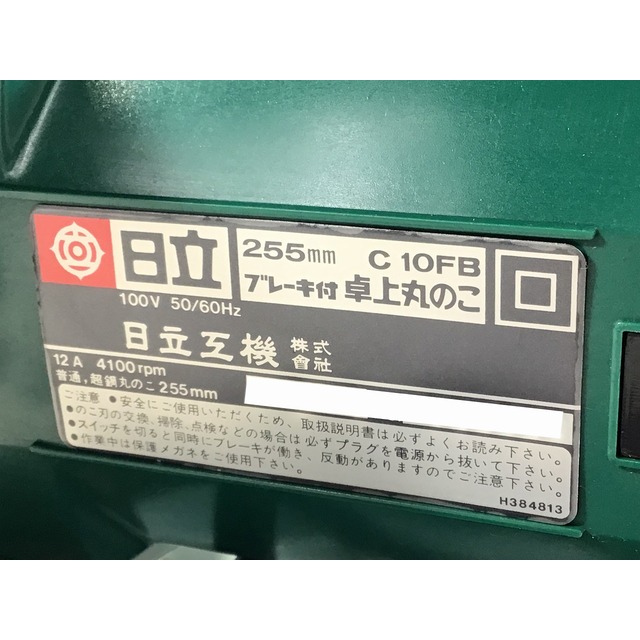 日立
255mm C 10FB
ブレーキ付 卓上丸のこ
100V 50/60Hz
日立工機 株式會社
12A 4100rpm
普通,超鋼丸のこ255mm
ご注意 ●安全にご使用いただくため、取扱説明書は必ずよくお読み下さい。
●のこ刃の交換、掃除、点検などの場合は必ずプラグを電源から抜いて下さい。
●スイッチを切ると同時にブレーキが働き、反動がありますのでご注意下さい。
●作業中は保護メガネをご使用下さい。
H384813